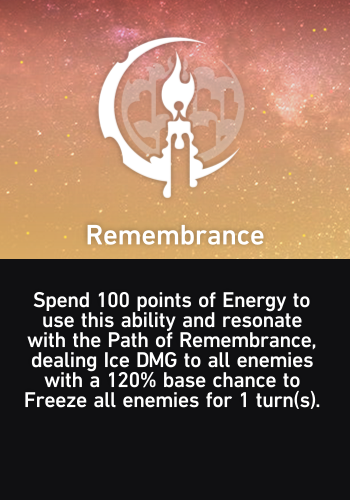 Remembrance
Spend 100 points of Energy to
use this ability and resonate
with the Path of Remembrance,
dealing Ice DMG to all enemies
with a 120% base chance to
Freeze all enemies for 1 turn(s).